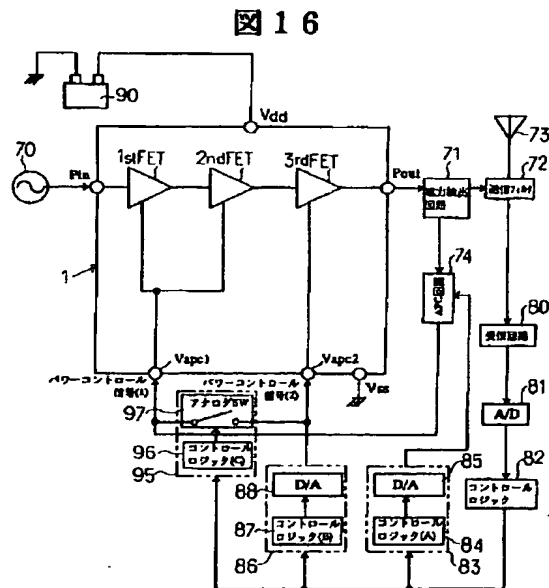 図16
90
Vdd
70
Pin
1stFET
2ndFET
3rdFET
Pout
71
電力検出
回路
72
送信フィルタ
73
74
APC回路
1
Vapc1
Vapc2
Vss
パワーコントロール
信号(1)
パワーコントロール
信号(2)
97
アナログSW
96
コントロール
ロジック(C)
95
80
受信回路
81
A/D
82
コントロール
ロジック
88
D/A
87
コントロール
ロジック(B)
86
85
D/A
コントロール
ロジック(A)
84
83